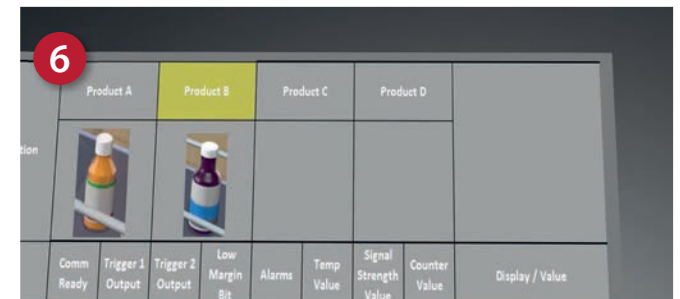 6
Product A Product B Product C Product D
tion
Comm Ready
Trigger 1 Output
Trigger 2 Output
Low Margin Bit
Alarms
Temp Value
Signal Strength Value
Counter Value
Display / Value